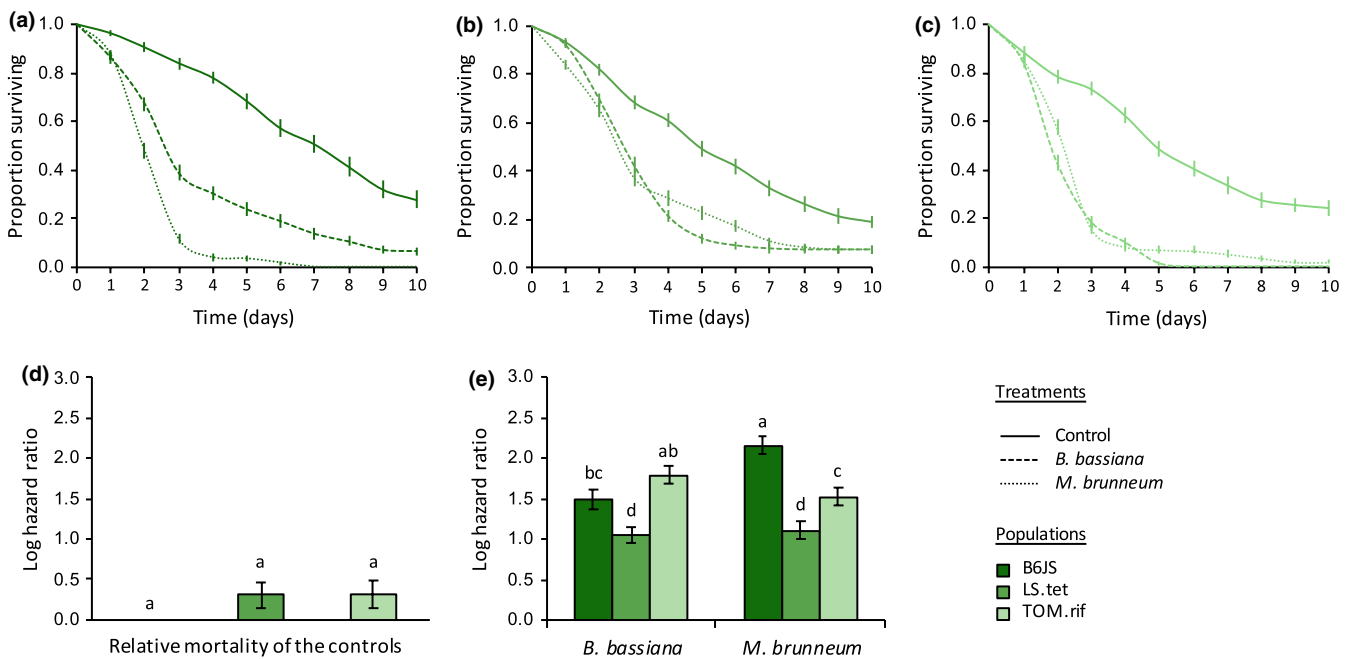 (a)
Proportion surviving
1.0
0.8
0.6
0.4
0.2
0.0
0 1 2 3 4 5 6 7 8 9 10
Time (days)
(b)
Proportion surviving
1.0
0.8
0.6
0.4
0.2
0.0
0 1 2 3 4 5 6 7 8 9 10
Time (days)
(c)
Proportion surviving
1.0
0.8
0.6
0.4
0.2
0.0
0 1 2 3 4 5 6 7 8 9 10
Time (days)
(d)
Log hazard ratio
3.0
2.5
2.0
1.5
1.0
0.5
0.0
a a a
Relative mortality of the controls
(e)
Log hazard ratio
3.0
2.5
2.0
1.5
1.0
0.5
0.0
bc d ab a d c
B. bassiana M. brunneum
Treatments
Control
B. bassiana
M. brunneum
Populations
B6JS
LS.tet
TOM.rif